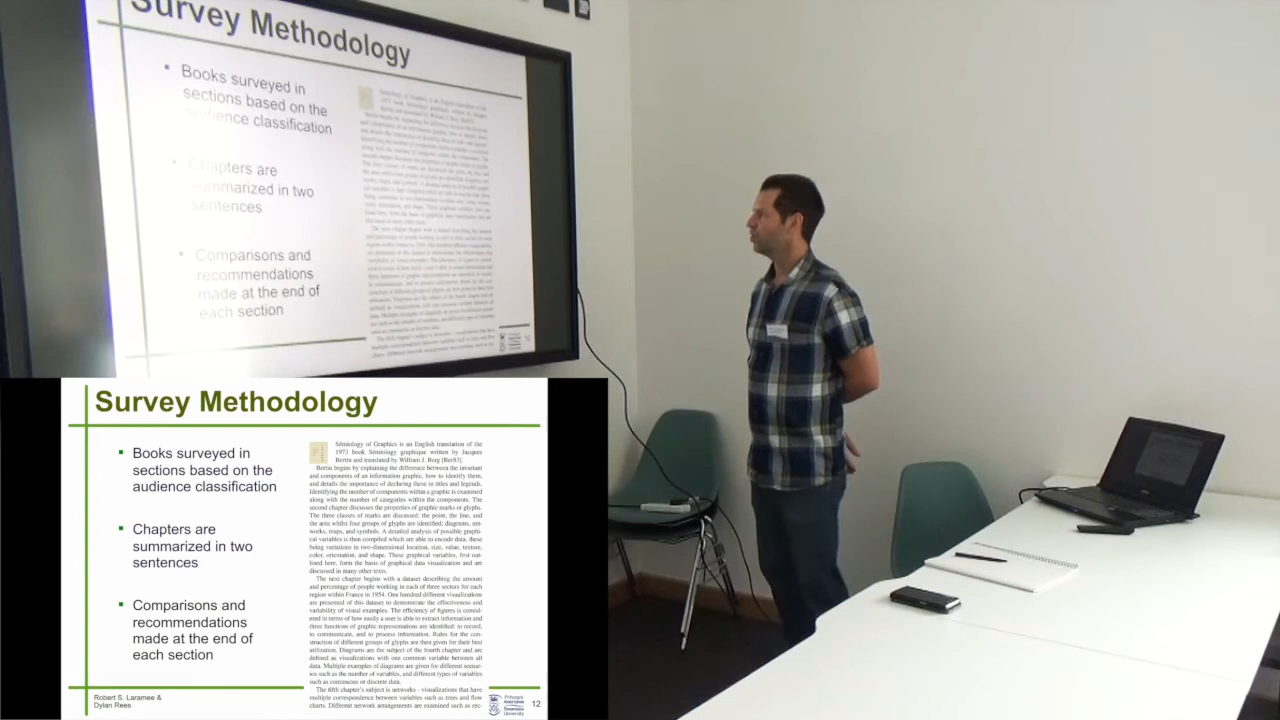 Survey Methodology
Books surveyed in
sections based on the
audience classification
Chapters are
summarized in two
sentences
Comparisons and
recommendations
made at the end of
each section
Survey Methodology
Books surveyed in
sections based on the
audience classification
Chapters are
summarized in two
sentences
Comparisons and
recommendations
made at the end of
each section
Sémiology of Graphics is an English translation of the
1973 book Sémiology graphique written by Jacques
Bertin and translated by William J. Berg [Ber83].
Bertin begins by explaining the difference between the invariant
and components of an information graphic, how to identify them,
and details the importance of declaring these in titles and legends.
Identifying the number of components within a graphic is examined
along with the number of categories within the components. The
second chapter discusses the properties of graphic marks or glyphs.
The three classes of marks are discussed: the point, the line, and
the area whilst four groups of glyphs are identified; diagrams, net-
works, maps, and symbols. A detailed analysis of possible graphi-
cal variables is then compiled which are able to encode data, these
being variations in two-dimensional location, size, value, texture,
color, orientation, and shape. These graphical variables, first out-
lined here, form the basis of graphical data visualization and are
discussed in many other texts.
The next chapter begins with a dataset describing the amount
and percentage of people working in each of three sectors for each
region within France in 1954. One hundred different visualizations
are presented of this dataset to demonstrate the effectiveness and
variability of visual examples. The efficiency of figures is consid-
ered in terms of how easily a user is able to extract information and
three functions of graphic representations are identified: to record,
to communicate, and to process information. Rules for the con-
struction of different groups of glyphs are then given for their best
utilization. Diagrams are the subject of the fourth chapter and are
defined as visualizations with one common variable between all
data. Multiple examples of diagrams are given for different scenar-
ios such as the number of variables, and different types of variables
such as continuous or discrete data.
The fifth chapter's subject is networks - visualizations that have
multiple correspondence between variables such as trees and flow
charts. Different network arrangements are examined such as rec-
Robert S. Laramee &
Dylan Rees
Prifysgol
Abertawe
Swansea
University
12